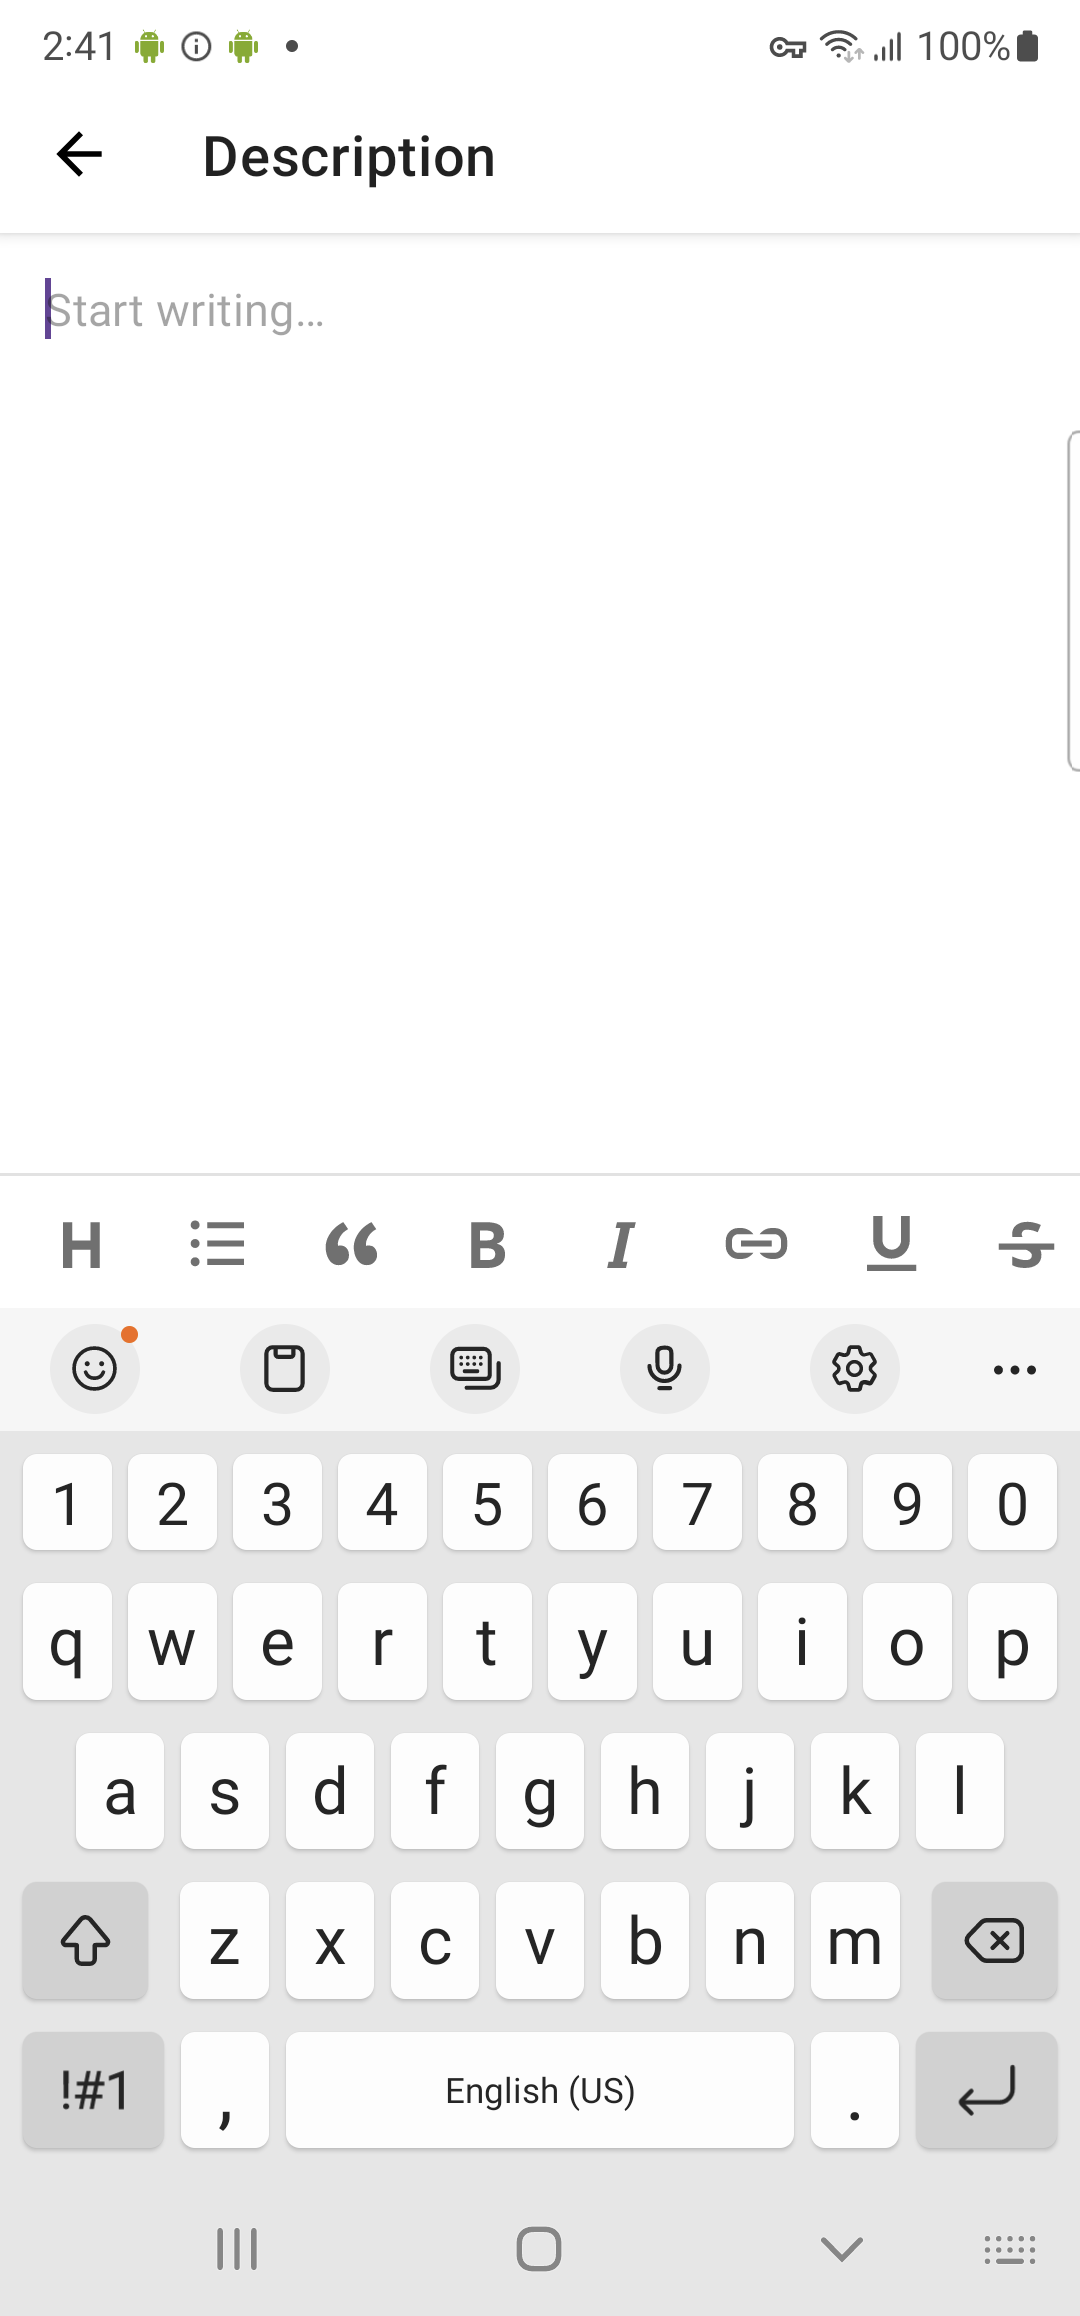 2:41 100%
Description
Start writing…
H B I U S
1 2 3 4 5 6 7 8 9 0
q w e r t y u i o p
a s d f g h j k l
z x c v b n m
!#1 , English (US) .